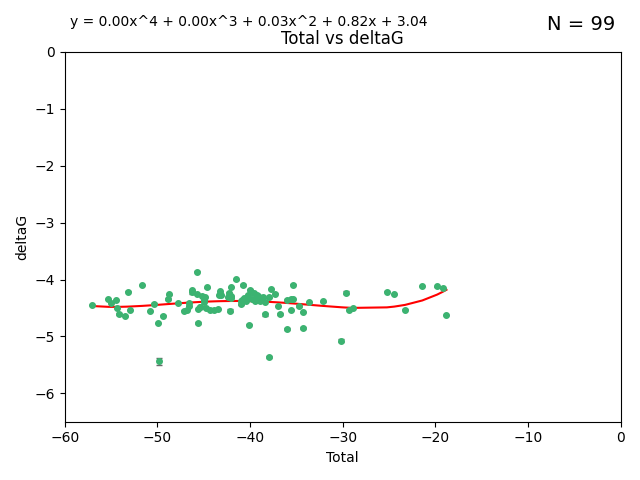 y = 0.00x^4 + 0.00x^3 + 0.03x^2 + 0.82x + 3.04
N = 99
Total vs deltaG
0
−1
−2
−3
−4
−5
−6
deltaG
−60 −50 −40 −30 −20 −10 0
Total